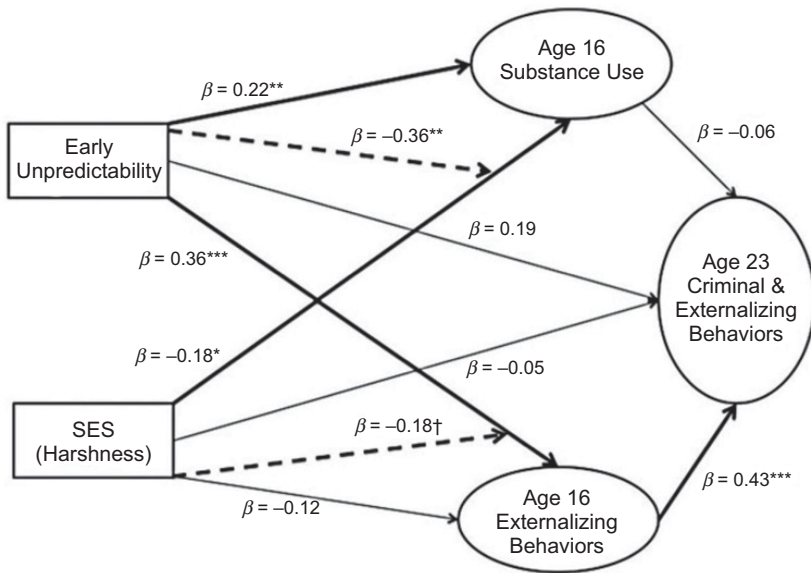 Age 16
Substance Use
β = 0.22**
β = –0.36**
β = –0.06
Early
Unpredictability
β = 0.19
β = 0.36***
Age 23
Criminal &
Externalizing
Behaviors
β = –0.18*
β = –0.05
SES
(Harshness)
β = –0.18†
β = –0.12
Age 16
Externalizing
Behaviors
β = 0.43***